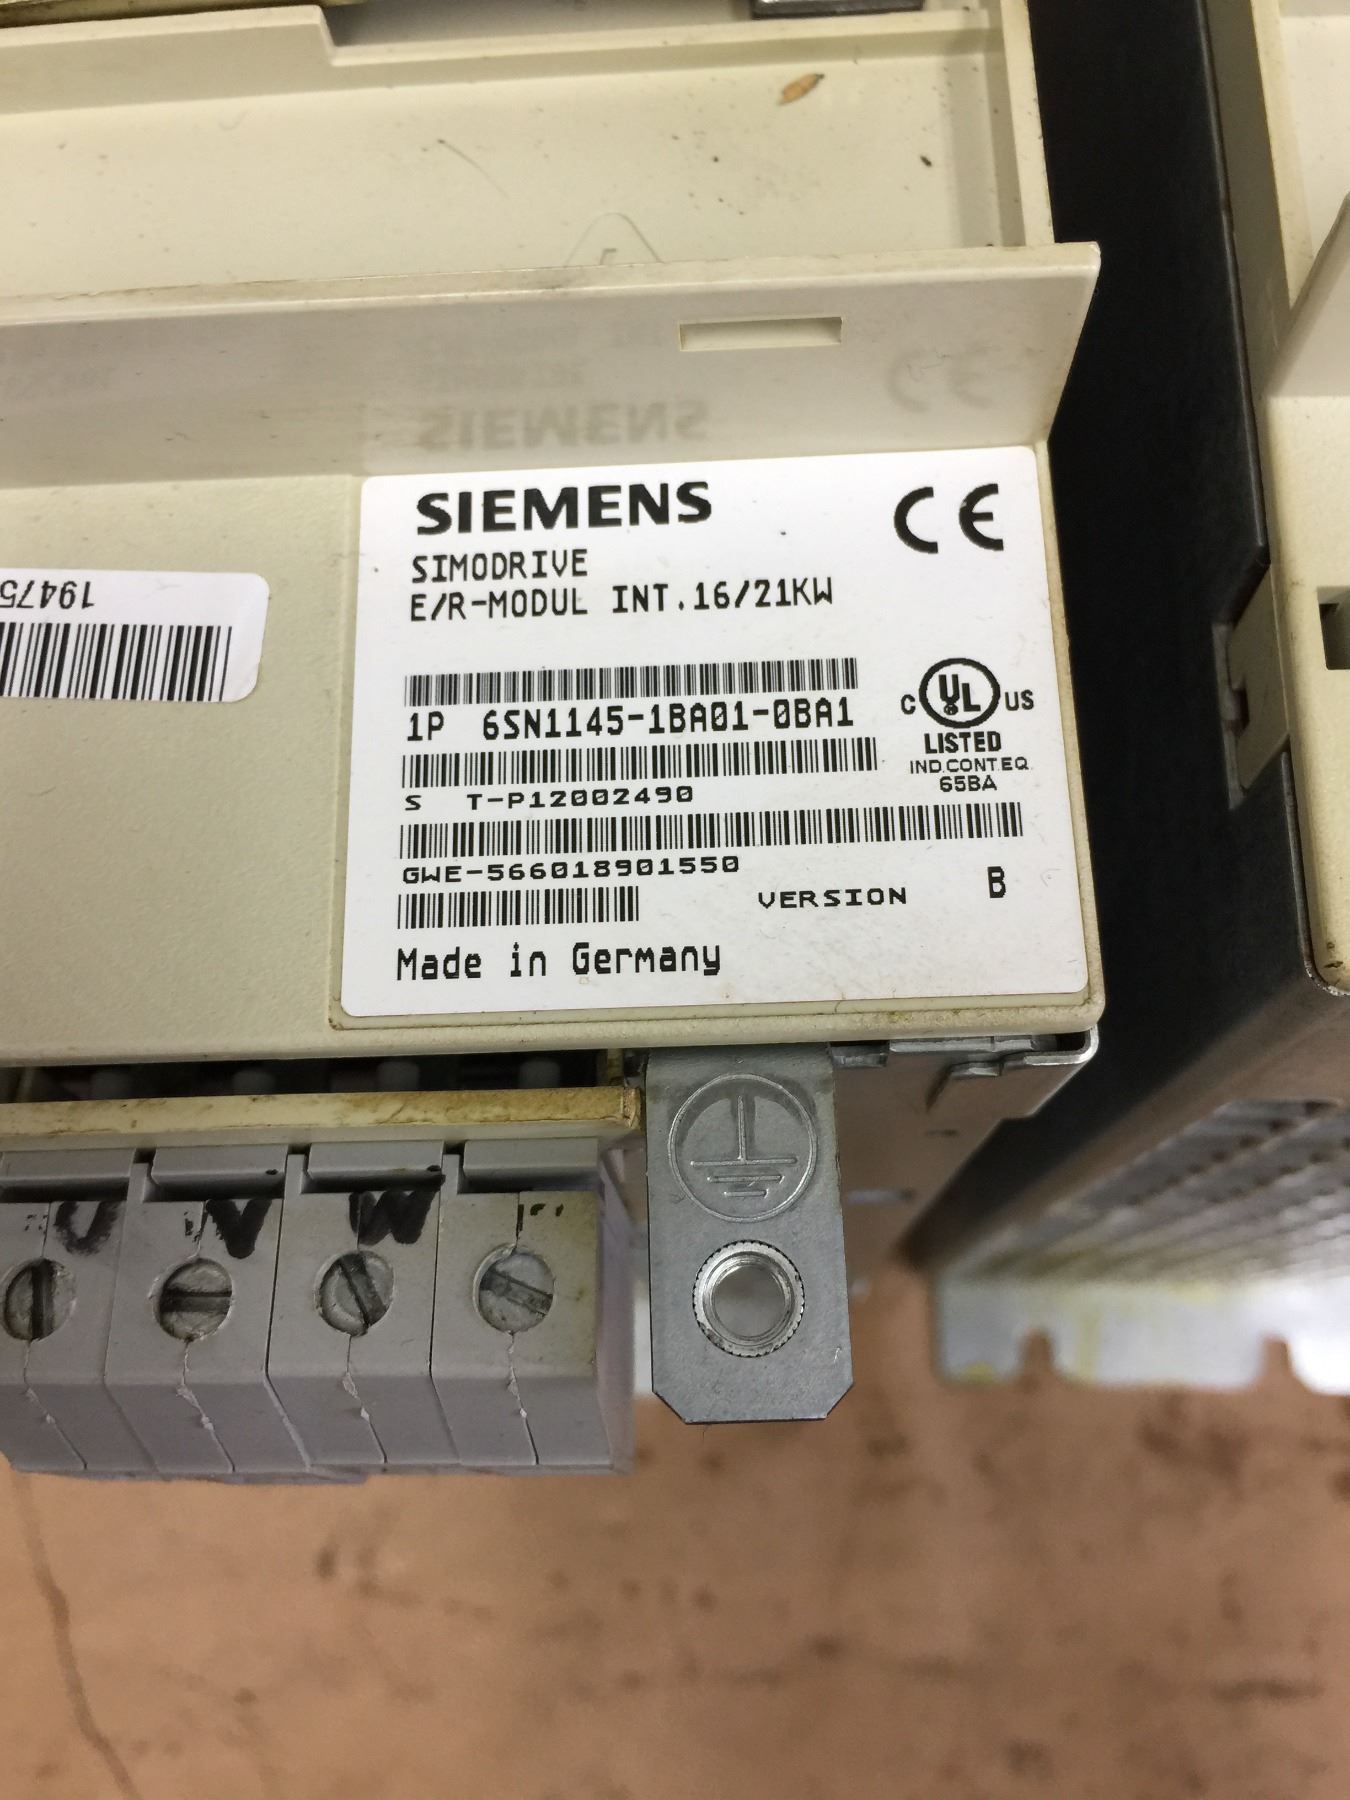 SIEMENS
CE
SIMODRIVE
E/R-MODUL INT.16/21KW
19475
1P 6SN1145-1BA01-0BA1
C UL US
LISTED
IND.CONT.EQ.
65BA
S T-P12002490
GWE-566018901550
VERSION B
Made in Germany
U V W